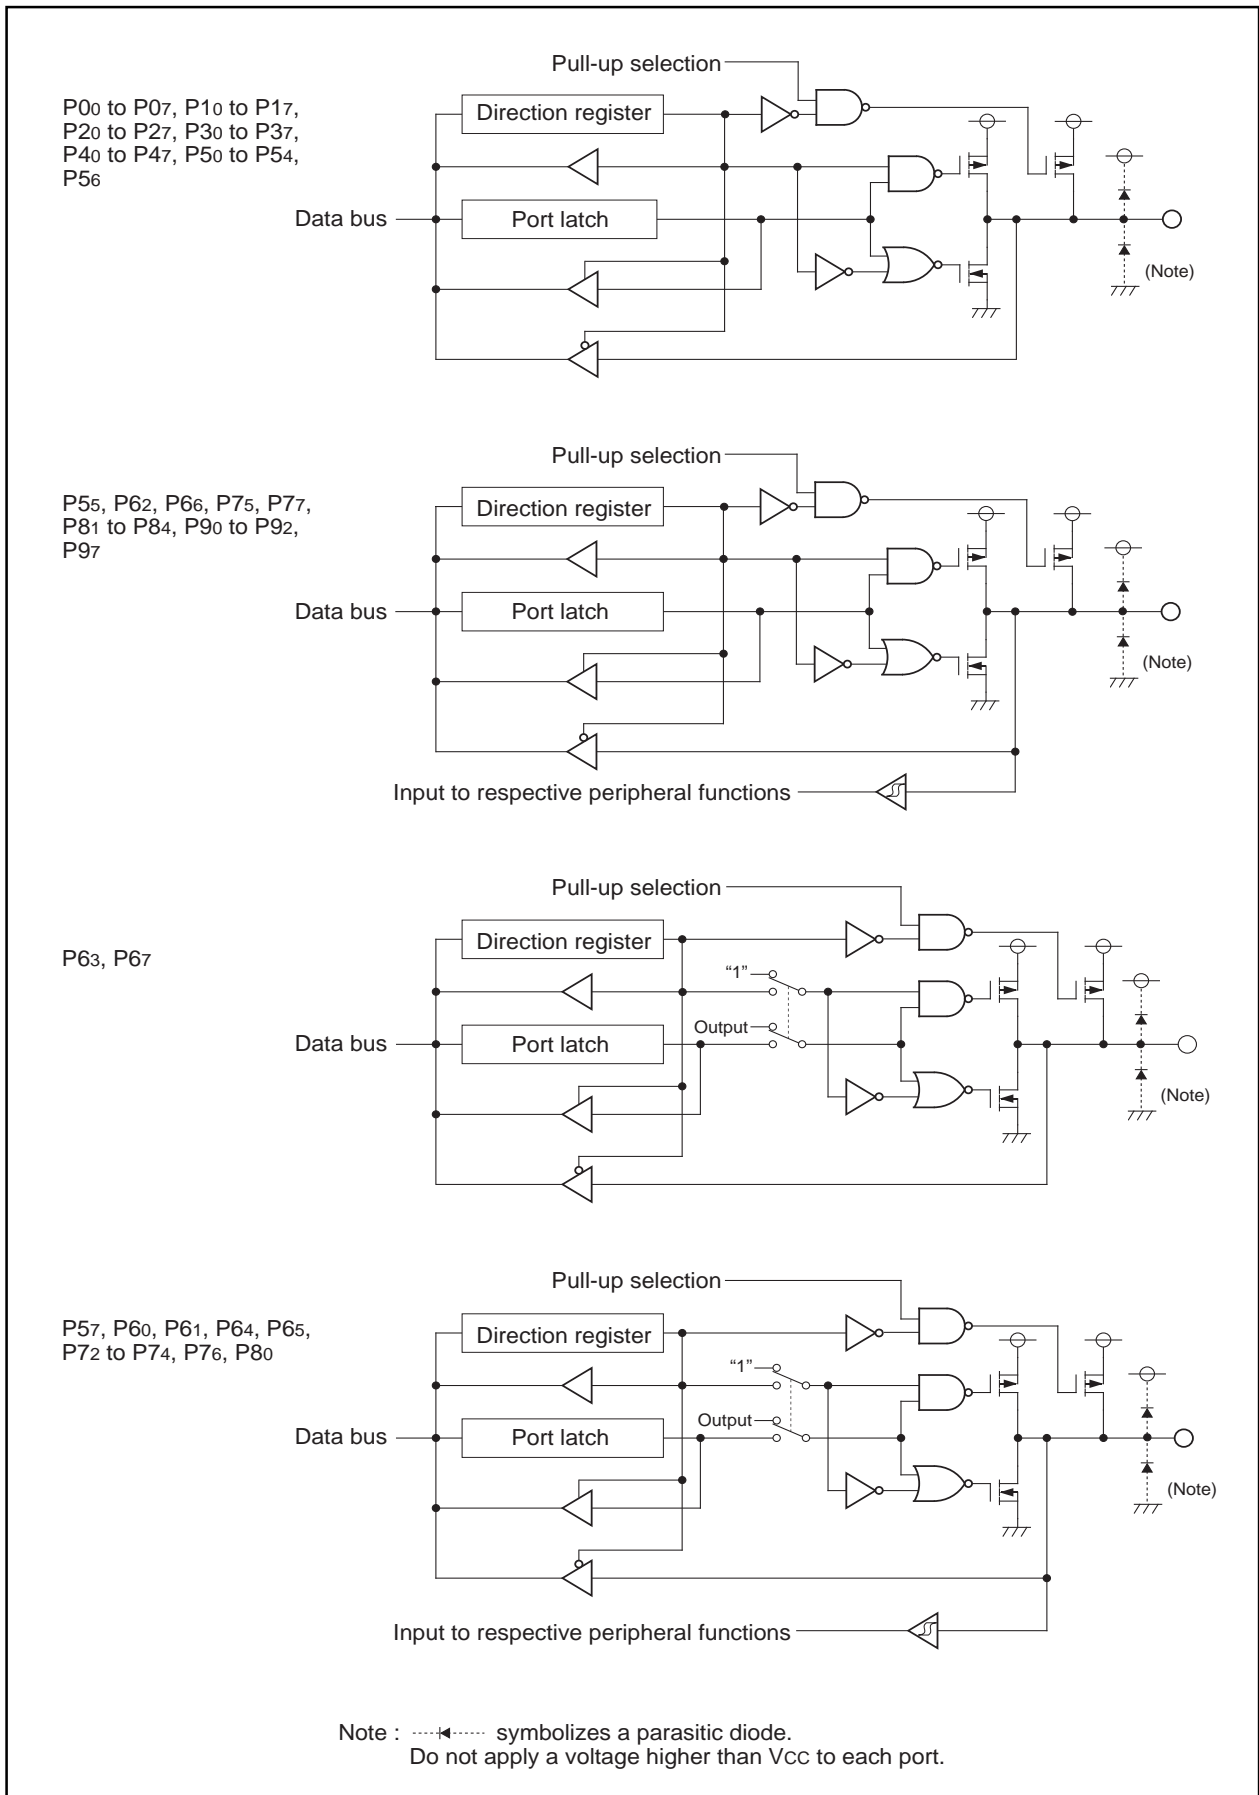 Pull-up selection
P00 to P07, P10 to P17,
P20 to P27, P30 to P37,
P40 to P47, P50 to P54,
P56
Direction register
Data bus
Port latch
(Note)
Pull-up selection
P55, P62, P66, P75, P77,
P81 to P84, P90 to P92,
P97
Direction register
Data bus
Port latch
(Note)
Input to respective peripheral functions
Pull-up selection
P63, P67
Direction register
“1”
Output
Data bus
Port latch
(Note)
Pull-up selection
P57, P60, P61, P64, P65,
P72 to P74, P76, P80
Direction register
“1”
Output
Data bus
Port latch
(Note)
Input to respective peripheral functions
Note : symbolizes a parasitic diode.
Do not apply a voltage higher than VCC to each port.